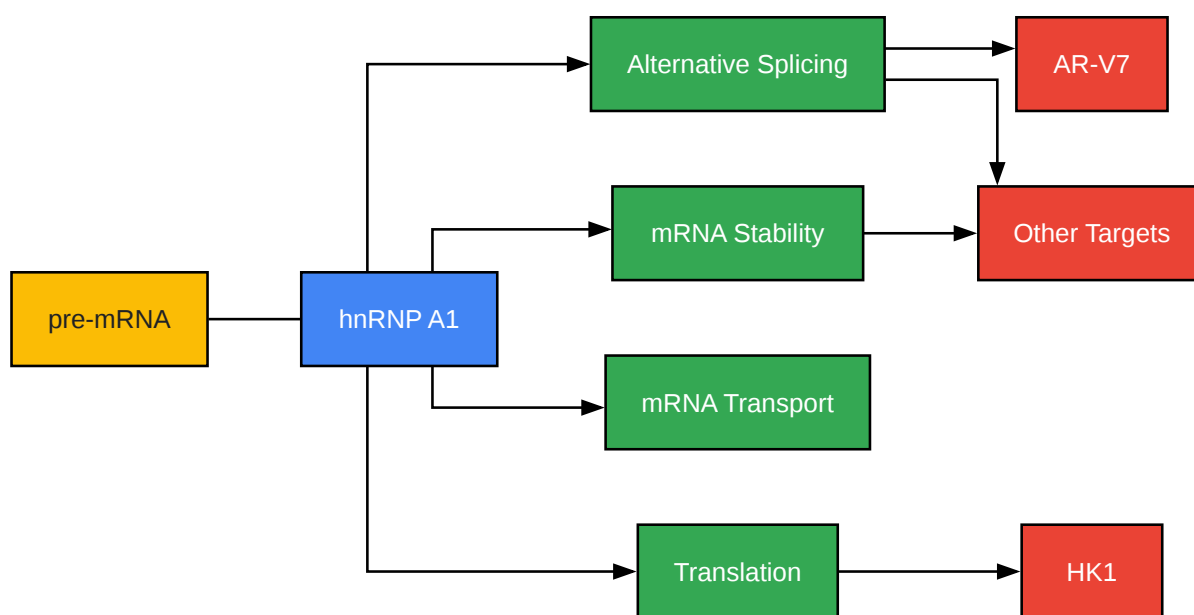 Alternative Splicing
AR-V7
mRNA Stability
Other Targets
pre-mRNA
hnRNP A1
mRNA Transport
Translation
HK1